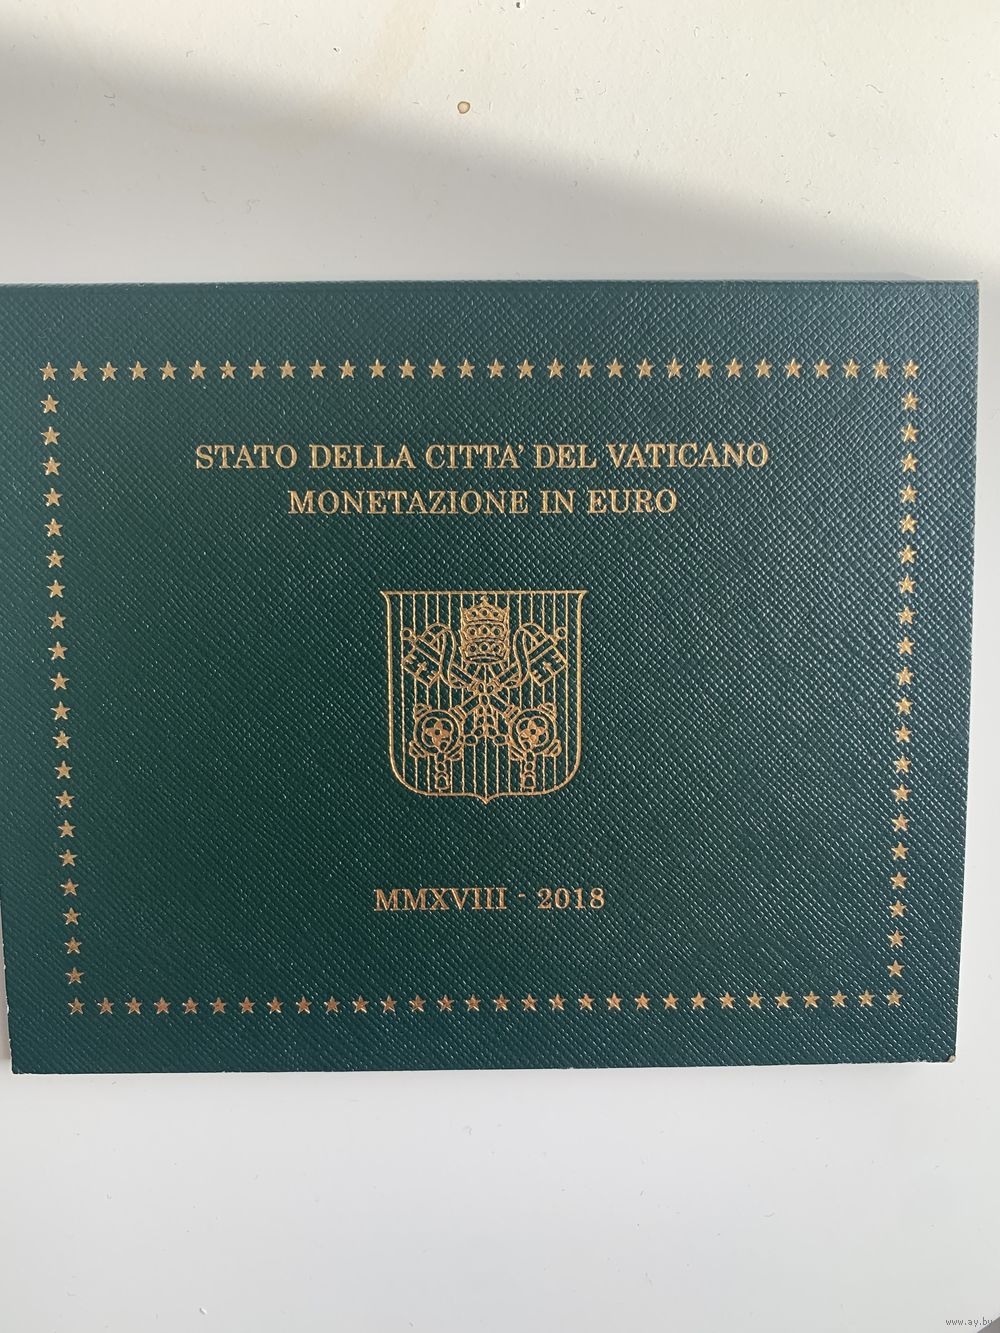 STATO DELLA CITTA' DEL VATICANO
MONETAZIONE IN EURO
MMXVIII - 2018
www.ay.by